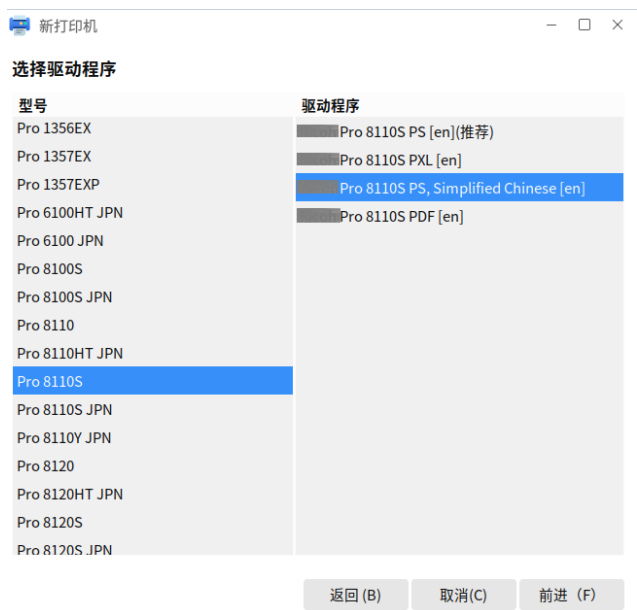 新打印机
选择驱动程序
型号
Pro 1356EX
Pro 1357EX
Pro 1357EXP
Pro 6100HT JPN
Pro 6100 JPN
Pro 8100S
Pro 8100S JPN
Pro 8110
Pro 8110HT JPN
Pro 8110S
Pro 8110S JPN
Pro 8110Y JPN
Pro 8120
Pro 8120HT JPN
Pro 8120S
Pro 8120S JPN
驱动程序
Pro 8110S PS [en](推荐)
Pro 8110S PXL [en]
Pro 8110S PS, Simplified Chinese [en]
Pro 8110S PDF [en]
返回 (B)
取消(C)
前进（F）